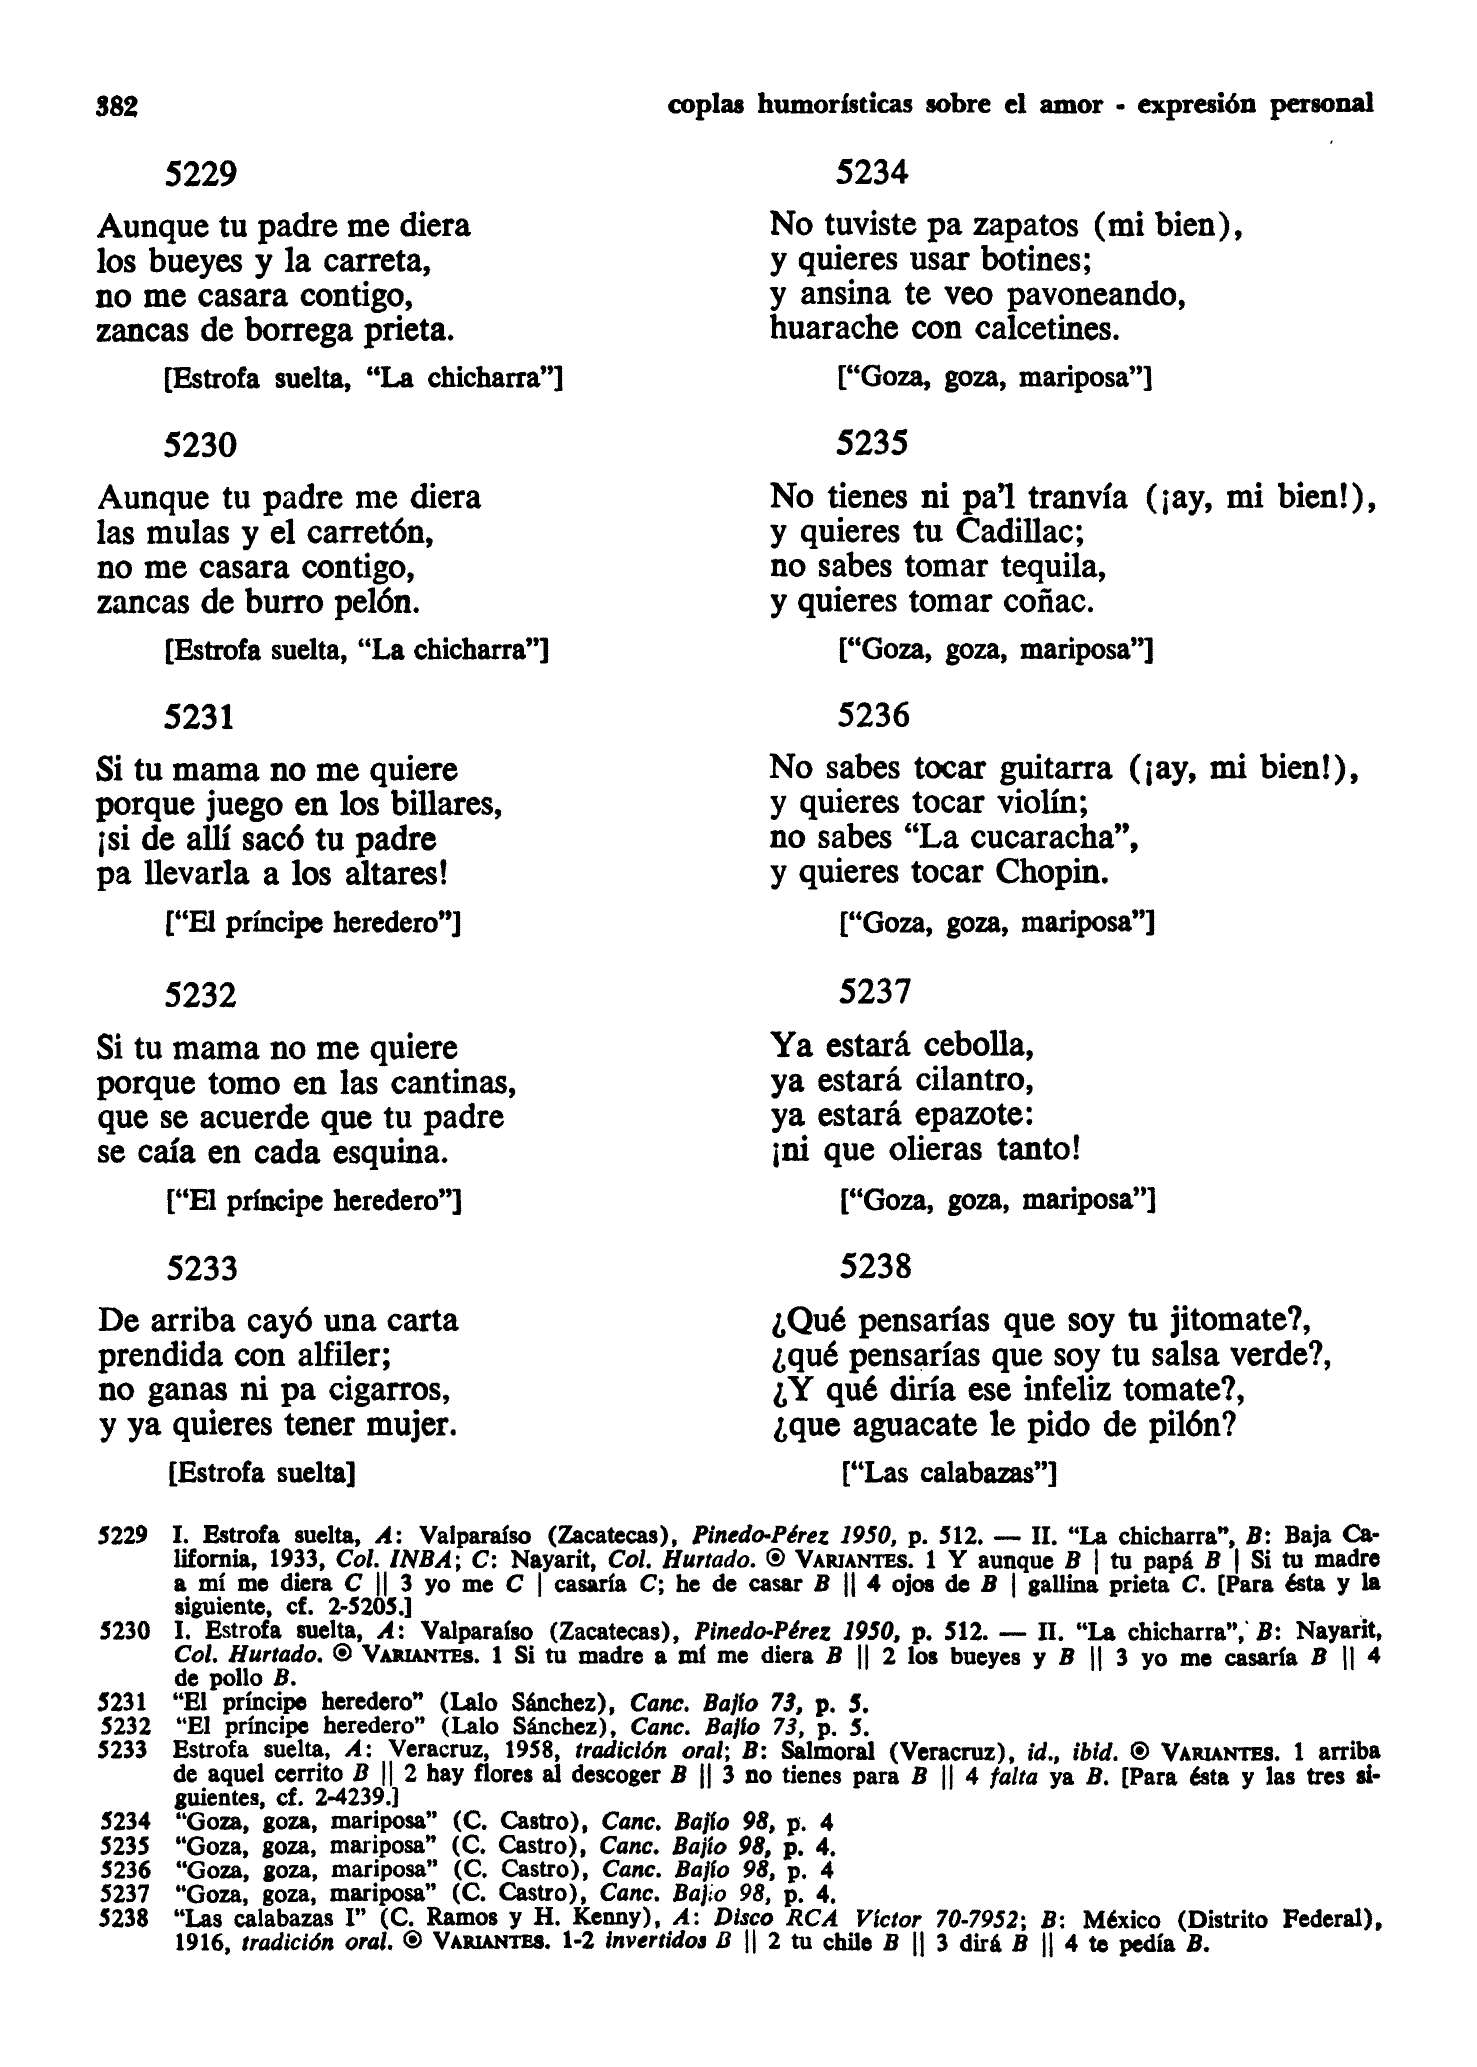 382 coplas humorísticas sobre el amor - expresión personal
5229
Aunque tu padre me diera
los bueyes y la carreta,
no me casara contigo,
zancas de borrega prieta.
[Estrofa suelta, “La chicharra”]
5230
Aunque tu padre me diera
las mulas y el carretón,
no me casara contigo,
zancas de burro pelón.
[Estrofa suelta, “La chicharra”]
5231
Si tu mama no me quiere
porque juego en los billares,
¡si de allí sacó tu padre
pa llevarla a los altares!
[“El príncipe heredero”]
5232
Si tu mama no me quiere
porque tomo en las cantinas,
que se acuerde que tu padre
se caía en cada esquina.
[“El príncipe heredero”]
5233
De arriba cayó una carta
prendida con alfiler;
no ganas ni pa cigarros,
y ya quieres tener mujer.
[Estrofa suelta]
5234
No tuviste pa zapatos (mi bien),
y quieres usar botines;
y ansina te veo pavoneando,
huarache con calcetines.
[“Goza, goza, mariposa”]
5235
No tienes ni pa’l tranvía (¡ay, mi bien!),
y quieres tu Cadillac;
no sabes tomar tequila,
y quieres tomar coñac.
[“Goza, goza, mariposa”]
5236
No sabes tocar guitarra (¡ay, mi bien!),
y quieres tocar violín;
no sabes “La cucaracha”,
y quieres tocar Chopin.
[“Goza, goza, mariposa”]
5237
Ya estará cebolla,
ya estará cilantro,
ya estará epazote:
¡ni que olieras tanto!
[“Goza, goza, mariposa”]
5238
¿Qué pensarías que soy tu jitomate?,
¿qué pensarías que soy tu salsa verde?,
¿Y qué diría ese infeliz tomate?,
¿que aguacate le pido de pilón?
[“Las calabazas”]
5229 I. Estrofa suelta, A: Valparaíso (Zacatecas), Pinedo-Pérez 1950, p. 512. — II. “La chicharra”, B: Baja Ca-
lifornia, 1933, Col. INBA; C: Nayarit, Col. Hurtado. ⊙ VARIANTES. 1 Y aunque B | tu papá B | Si tu madre
a mí me diera C || 3 yo me C | casaría C; he de casar B || 4 ojos de B | gallina prieta C. [Para ésta y la
siguiente, cf. 2-5205.]
5230 I. Estrofa suelta, A: Valparaíso (Zacatecas), Pinedo-Pérez 1950, p. 512. — II. “La chicharra”, B: Nayarit,
Col. Hurtado. ⊙ VARIANTES. 1 Si tu madre a mí me diera B || 2 los bueyes y B || 3 yo me casaría B || 4
de pollo B.
5231 “El príncipe heredero” (Lalo Sánchez), Canc. Bajío 73, p. 5.
5232 “El príncipe heredero” (Lalo Sánchez), Canc. Bajío 73, p. 5.
5233 Estrofa suelta, A: Veracruz, 1958, tradición oral; B: Salmoral (Veracruz), id., ibid. ⊙ VARIANTES. 1 arriba
de aquel cerrito B || 2 hay flores al descoger B || 3 no tienes para B || 4 falta ya B. [Para ésta y las tres si-
guientes, cf. 2-4239.]
5234 “Goza, goza, mariposa” (C. Castro), Canc. Bajío 98, p. 4
5235 “Goza, goza, mariposa” (C. Castro), Canc. Bajío 98, p. 4.
5236 “Goza, goza, mariposa” (C. Castro), Canc. Bajío 98, p. 4
5237 “Goza, goza, mariposa” (C. Castro), Canc. Bajío 98, p. 4.
5238 “Las calabazas I” (C. Ramos y H. Kenny), A: Disco RCA Víctor 70-7952; B: México (Distrito Federal),
1916, tradición oral. ⊙ VARIANTES. 1-2 invertidos B || 2 tu chile B || 3 dirá B || 4 te pedía B.